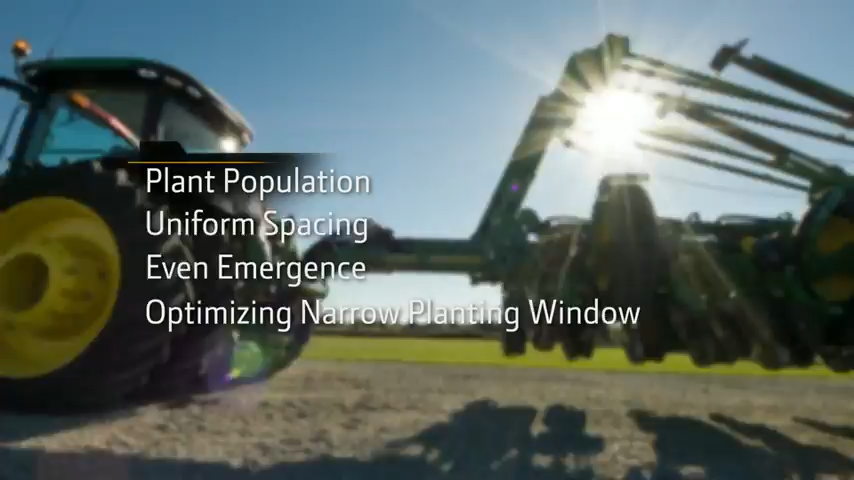 Plant Population
Uniform Spacing
Even Emergence
Optimizing Narrow Planting Window